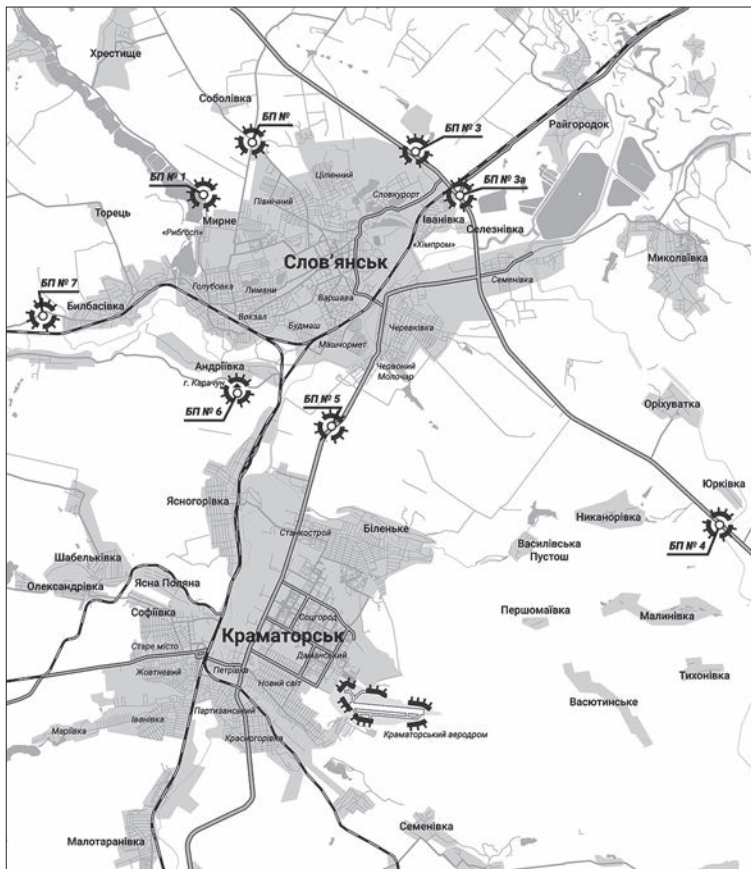 Хрестище
Соболівка
БП №
БП № 3
Райгородок
БП № 1
Цілинний
Словкурорт
БП № 3а
Північний
Торець
Мирне
«Рибгосп»
Іванівка
Селезнівка
«Хімпром»
Слов'янськ
Миколаївка
БП № 7
Билбасівка
Голубовка
Лимани
Семенівка
Варшава
Вокзал
Будмаш
Черевківка
Машчормет
Андріївка
Червоний
Молочар
г. Карачун
БП № 6
БП № 5
Оріхуватка
Ясногорівка
Юрківка
Никанорівка
Біленьке
Станкострой
Василівська
Пустош
БП № 4
Шабельківка
Олександрівка
Ясна Поляна
Софіївка
Соцгород
Першомаївка
Малинівка
Краматорськ
Старе місто
Даманський
Жовтневий
Петрівка
Тихонівка
Новий світ
Васютинське
Партизанський
Іванівка
Маріївка
Красногорівка
Краматорський аеродром
Семенівка
Малотаранівка